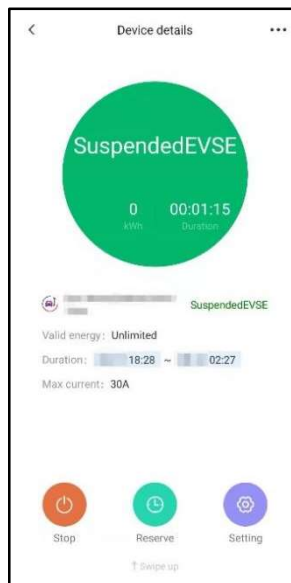 Device details
SuspendedEVSE
0 00:01:15
kWh Duration
SuspendedEVSE
Valid energy: Unlimited
Duration: 18:28 ~ 02:27
Max current: 30A
Stop Reserve Setting
Swipe up